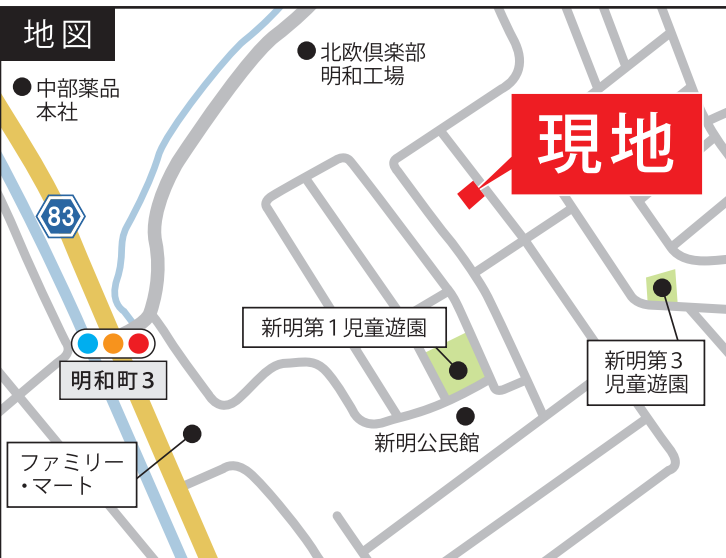 地図
北欧倶楽部
明和工場
中部薬品
本社
現地
83
新明第1児童遊園
新明第3
児童遊園
明和町3
新明公民館
ファミリー
・マート